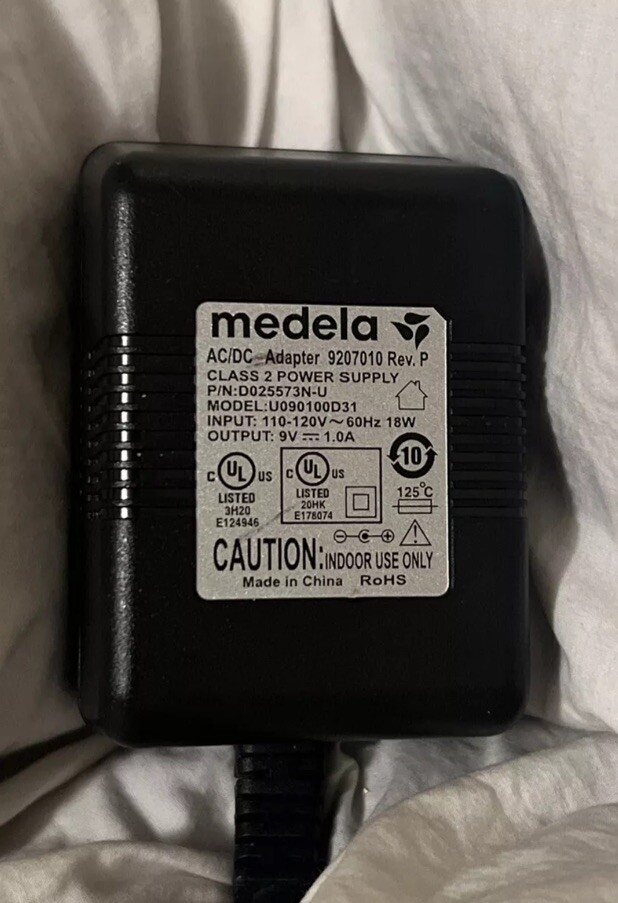 medela
AC/DC Adapter 9207010 Rev. P
CLASS 2 POWER SUPPLY
P/N:D025573N-U
MODEL:U090100D31
INPUT: 110-120V~60Hz 18W
OUTPUT: 9V⎓1.0A
C UL US
LISTED
3H20
E124946
C UL US
LISTED
20HK
E178074
10
125°C
CAUTION:INDOOR USE ONLY
Made in China RoHS